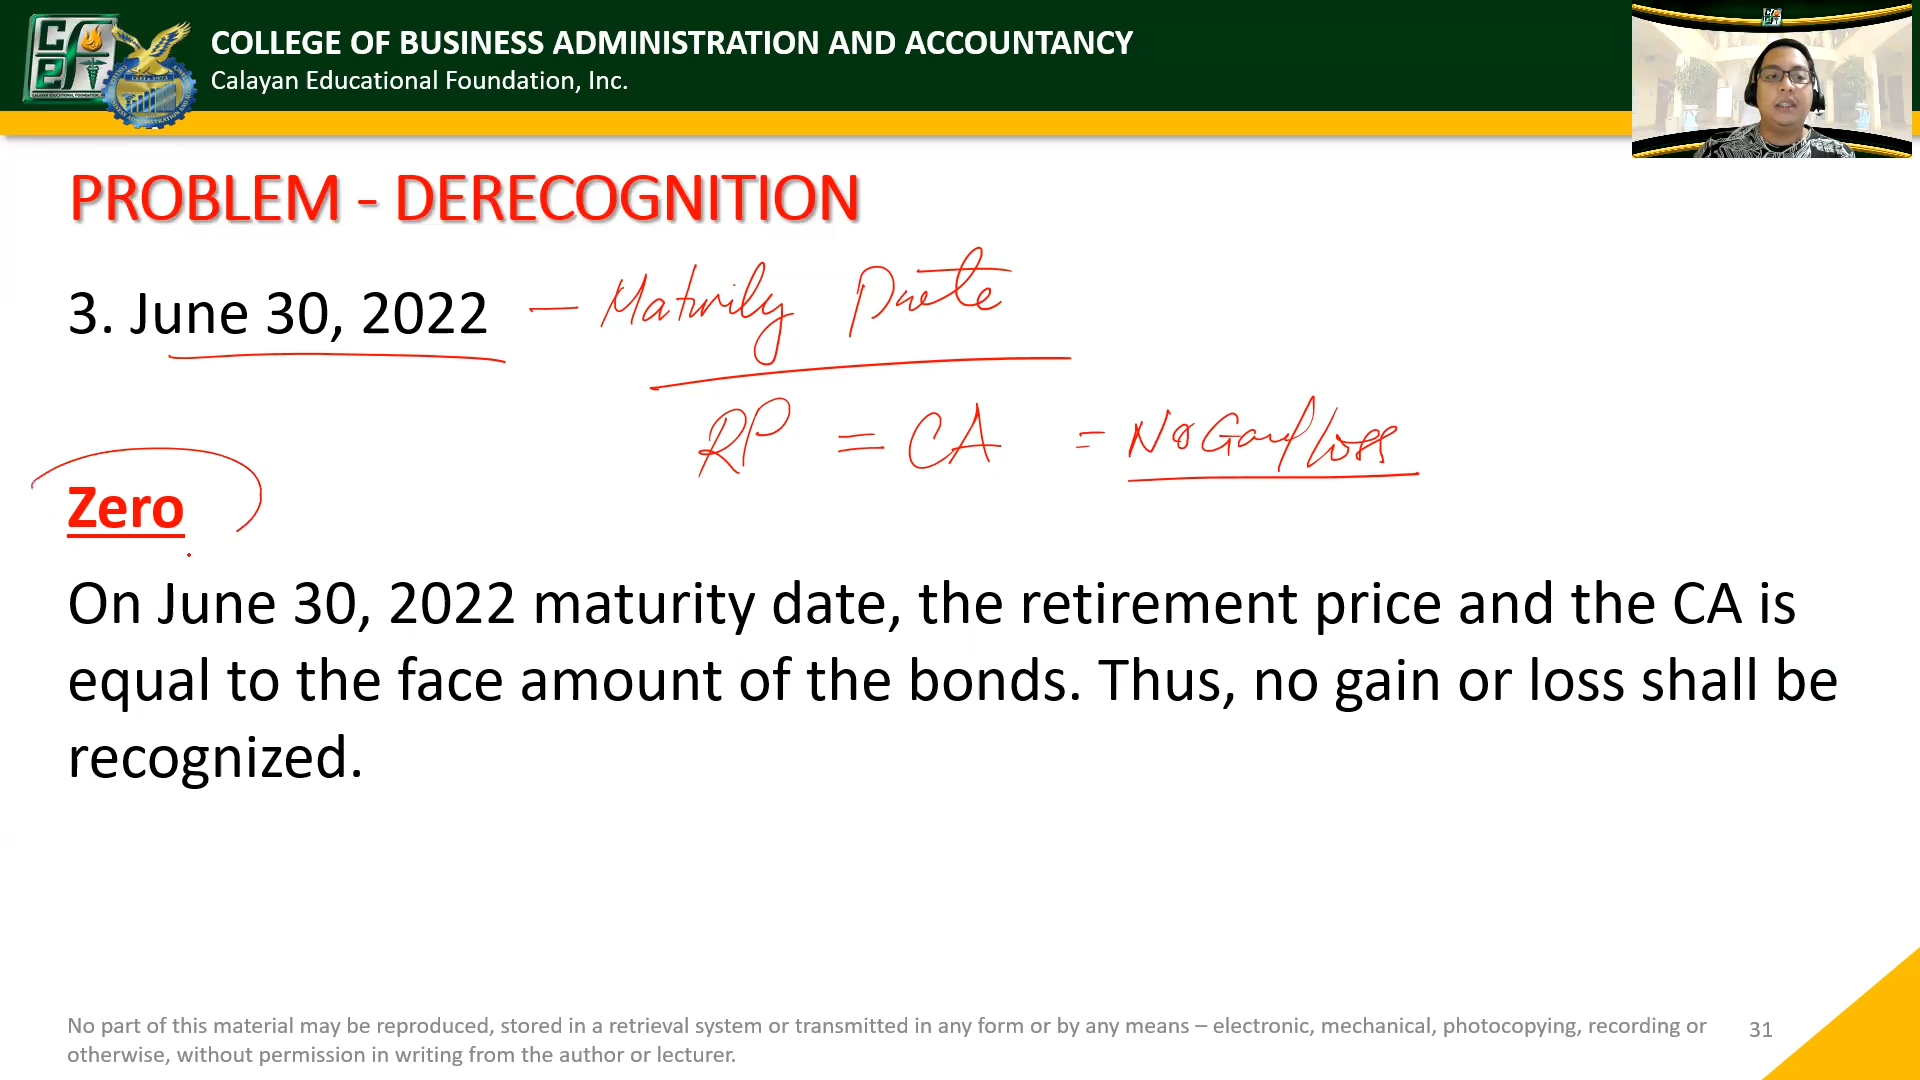 COLLEGE OF BUSINESS ADMINISTRATION AND ACCOUNTANCY
Calayan Educational Foundation, Inc.
PROBLEM - DERECOGNITION
3. June 30, 2022 — Maturity Date
RP = CA = No Gain/loss
Zero
On June 30, 2022 maturity date, the retirement price and the CA is
equal to the face amount of the bonds. Thus, no gain or loss shall be
recognized.
No part of this material may be reproduced, stored in a retrieval system or transmitted in any form or by any means – electronic, mechanical, photocopying, recording or
otherwise, without permission in writing from the author or lecturer.
31